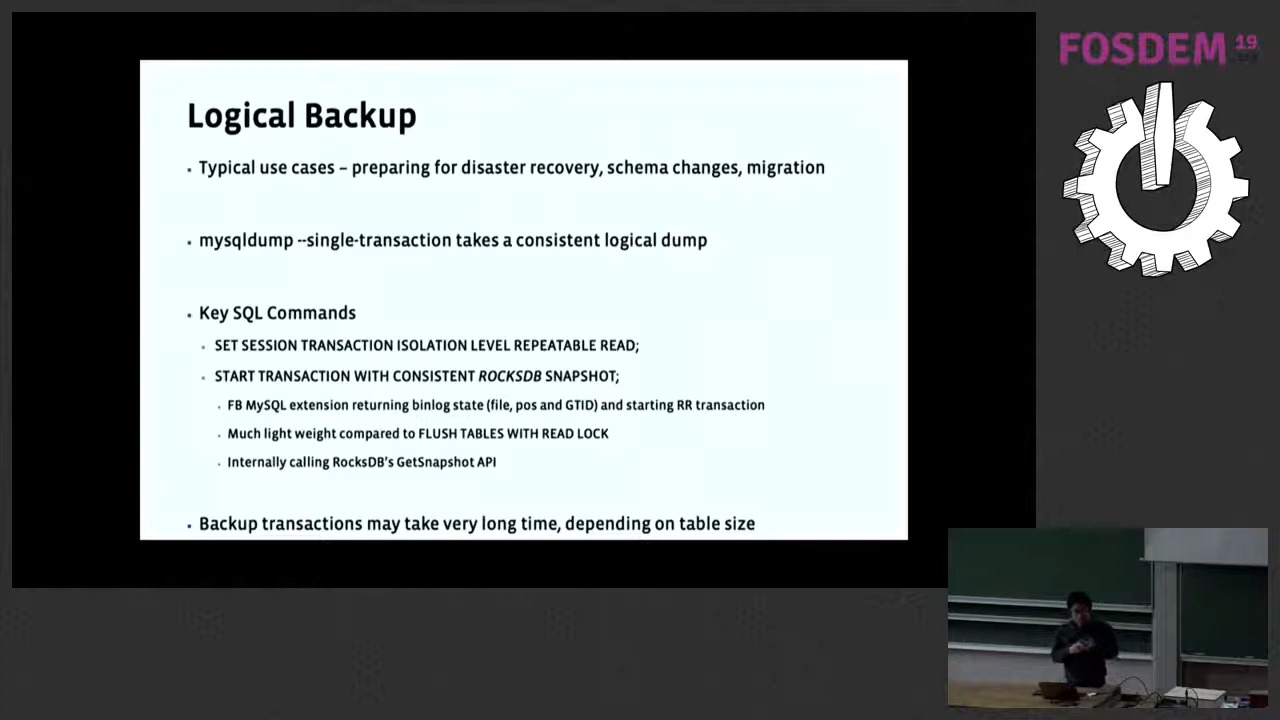 FOSDEM 19
Logical Backup
Typical use cases – preparing for disaster recovery, schema changes, migration
mysqldump --single-transaction takes a consistent logical dump
Key SQL Commands
SET SESSION TRANSACTION ISOLATION LEVEL REPEATABLE READ;
START TRANSACTION WITH CONSISTENT ROCKSDB SNAPSHOT;
FB MySQL extension returning binlog state (file, pos and GTID) and starting RR transaction
Much light weight compared to FLUSH TABLES WITH READ LOCK
Internally calling RocksDB's GetSnapshot API
Backup transactions may take very long time, depending on table size